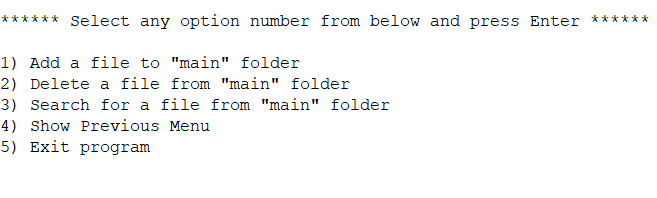 ****** Select any option number from below and press Enter ******
1) Add a file to "main" folder
2) Delete a file from "main" folder
3) Search for a file from "main" folder
4) Show Previous Menu
5) Exit program